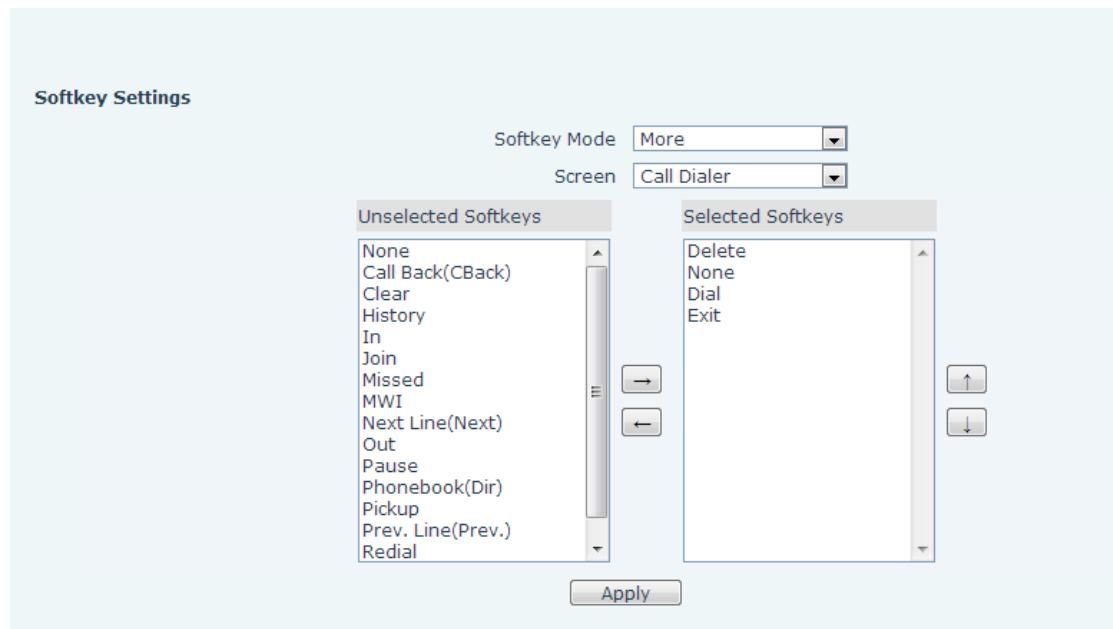 Softkey Settings
Softkey Mode More
Screen Call Dialer
Unselected Softkeys
None
Call Back(CBack)
Clear
History
In
Join
Missed
MWI
Next Line(Next)
Out
Pause
Phonebook(Dir)
Pickup
Prev. Line(Prev.)
Redial
→
←
Selected Softkeys
Delete
None
Dial
Exit
↑
↓
Apply